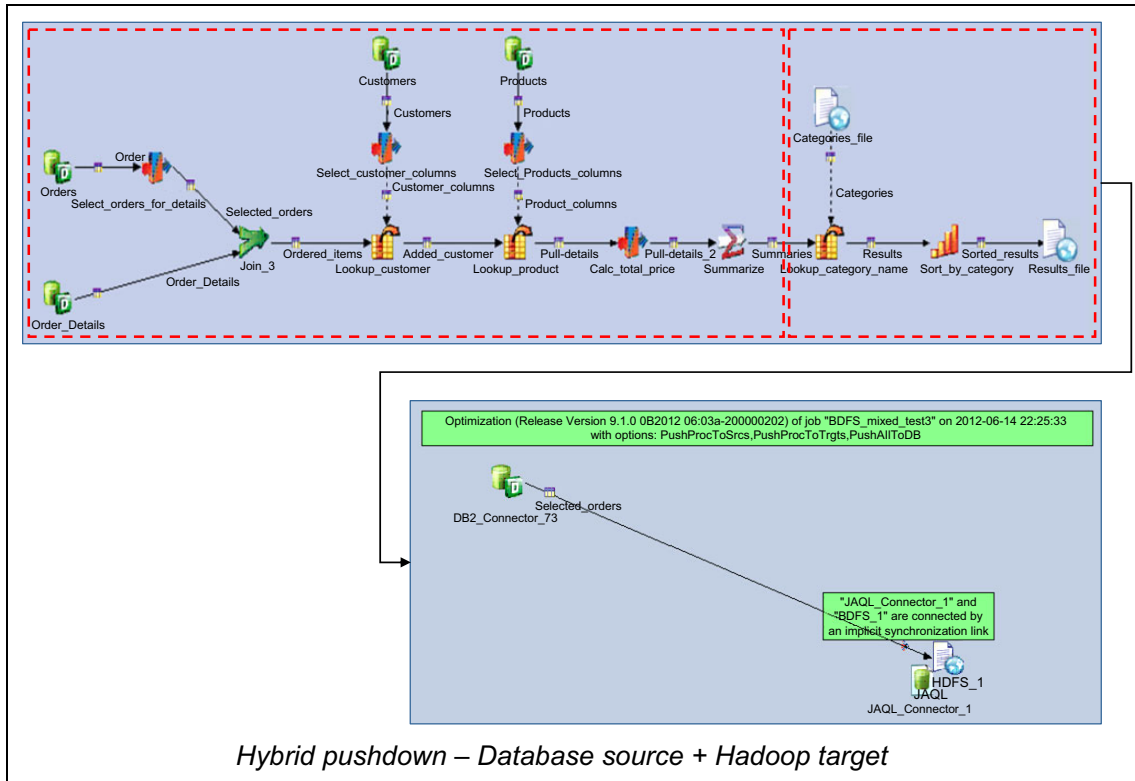 Customers
Products
Customers
Products
Categories_file
Order
Orders
Select_customer_columns
Select_Products_columns
Categories
Select_orders_for_details
Customer_columns
Product_columns
Selected_orders
Ordered_items
Added_customer
Pull-details
Pull-details_2
Summaries
Results
Sorted_results
Join_3
Lookup_customer
Lookup_product
Calc_total_price
Summarize
Lookup_category_name
Sort_by_category
Results_file
Order_Details
Order_Details
Optimization (Release Version 9.1.0 0B2012 06:03a-200000202) of job "BDFS_mixed_test3" on 2012-06-14 22:25:33
with options: PushProcToSrcs,PushProcToTrgts,PushAllToDB
Selected_orders
DB2_Connector_73
"JAQL_Connector_1" and
"BDFS_1" are connected by
an implicit synchronization link
HDFS_1
JAQL
JAQL_Connector_1
Hybrid pushdown – Database source + Hadoop target